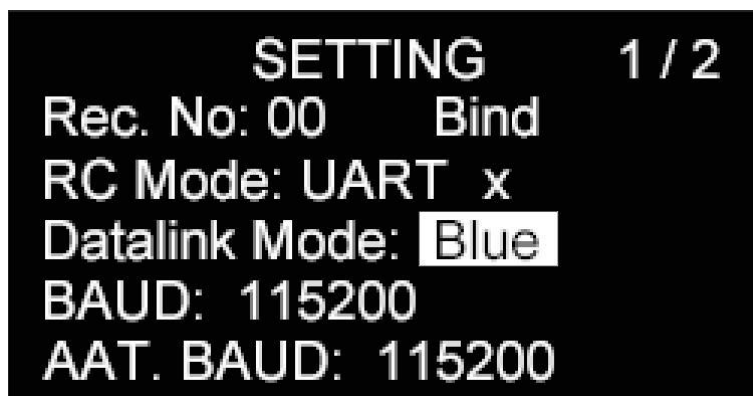 SETTING 1 / 2
Rec. No: 00 Bind
RC Mode: UART x
Datalink Mode: Blue
BAUD: 115200
AAT. BAUD: 115200